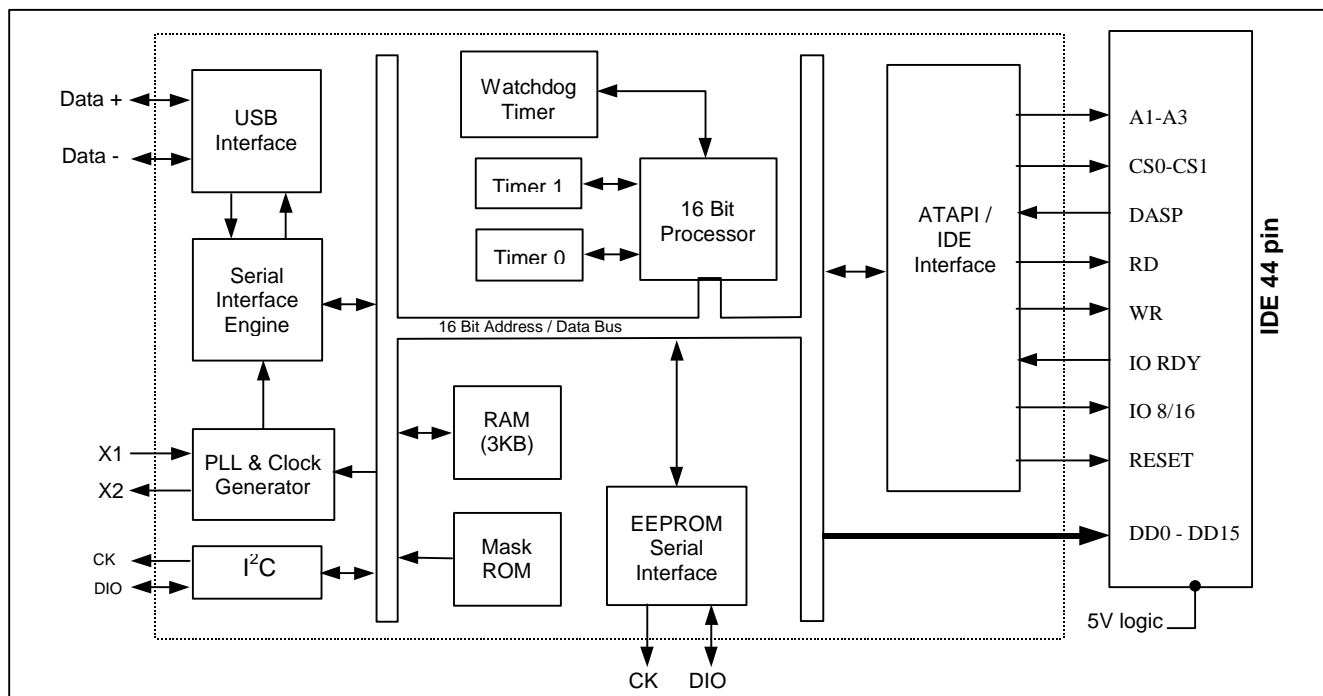 Data +
Data -
USB
Interface
Serial
Interface
Engine
X1
X2
PLL & Clock
Generator
CK
DIO
I²C
Watchdog
Timer
Timer 1
Timer 0
16 Bit
Processor
16 Bit Address / Data Bus
RAM
(3KB)
Mask
ROM
EEPROM
Serial
Interface
CK
DIO
ATAPI /
IDE
Interface
A1-A3
CS0-CS1
DASP
RD
WR
IO RDY
IO 8/16
RESET
DD0 - DD15
IDE 44 pin
5V logic